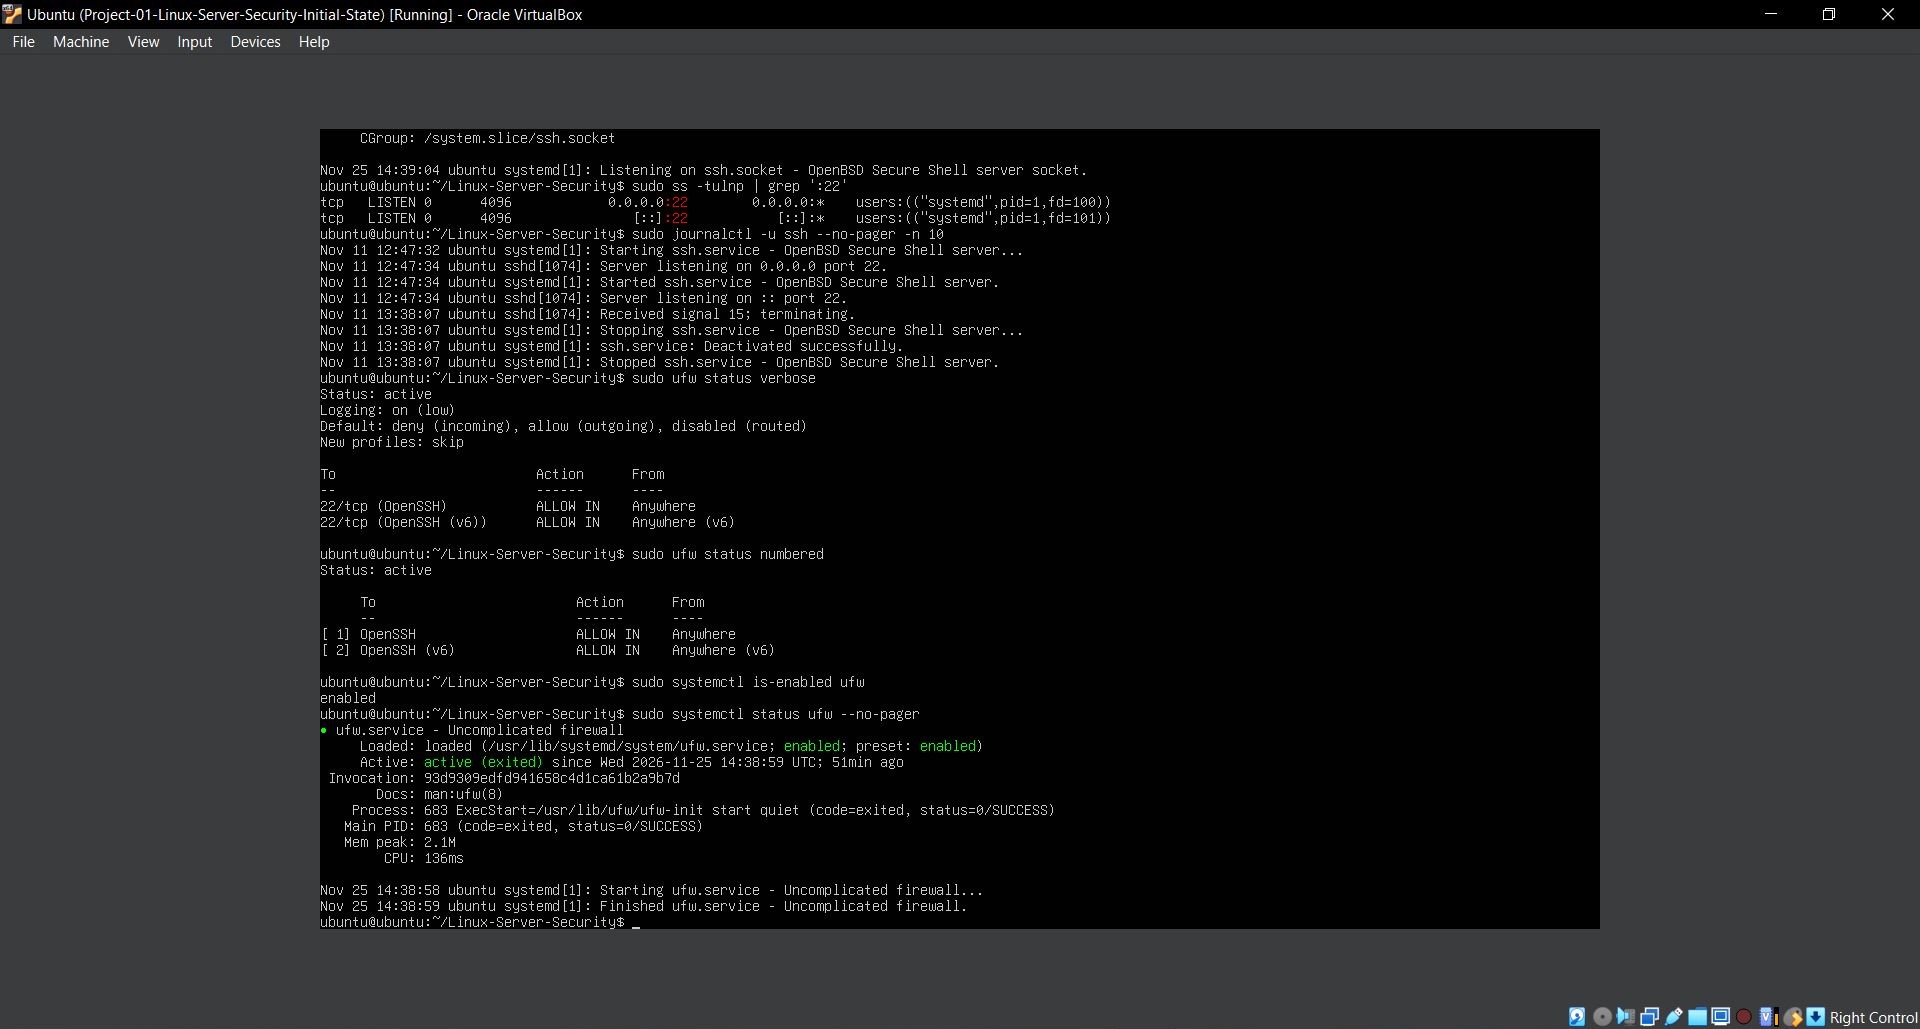 Ubuntu (Project-01-Linux-Server-Security-Initial-State) [Running] - Oracle VirtualBox
File Machine View Input Devices Help
CGroup: /system.slice/ssh.socket
Nov 25 14:39:04 ubuntu systemd[1]: Listening on ssh.socket - OpenBSD Secure Shell server socket.
ubuntu@ubuntu:~/Linux-Server-Security$ sudo ss -tulnp | grep ':22'
tcp LISTEN 0 4096 0.0.0.0:22 0.0.0.0:* users:(("systemd",pid=1,fd=100))
tcp LISTEN 0 4096 [::]:22 [::]:* users:(("systemd",pid=1,fd=101))
ubuntu@ubuntu:~/Linux-Server-Security$ sudo journalctl -u ssh --no-pager -n 10
Nov 11 12:47:32 ubuntu systemd[1]: Starting ssh.service - OpenBSD Secure Shell server...
Nov 11 12:47:34 ubuntu sshd[1074]: Server listening on 0.0.0.0 port 22.
Nov 11 12:47:34 ubuntu systemd[1]: Started ssh.service - OpenBSD Secure Shell server.
Nov 11 12:47:34 ubuntu sshd[1074]: Server listening on :: port 22.
Nov 11 13:38:07 ubuntu sshd[1074]: Received signal 15; terminating.
Nov 11 13:38:07 ubuntu systemd[1]: Stopping ssh.service - OpenBSD Secure Shell server...
Nov 11 13:38:07 ubuntu systemd[1]: ssh.service: Deactivated successfully.
Nov 11 13:38:07 ubuntu systemd[1]: Stopped ssh.service - OpenBSD Secure Shell server.
ubuntu@ubuntu:~/Linux-Server-Security$ sudo ufw status verbose
Status: active
Logging: on (low)
Default: deny (incoming), allow (outgoing), disabled (routed)
New profiles: skip
To Action From
-- ------ ----
22/tcp (OpenSSH) ALLOW IN Anywhere
22/tcp (OpenSSH (v6)) ALLOW IN Anywhere (v6)
ubuntu@ubuntu:~/Linux-Server-Security$ sudo ufw status numbered
Status: active
To Action From
-- ------ ----
[ 1] OpenSSH ALLOW IN Anywhere
[ 2] OpenSSH (v6) ALLOW IN Anywhere (v6)
ubuntu@ubuntu:~/Linux-Server-Security$ sudo systemctl is-enabled ufw
enabled
ubuntu@ubuntu:~/Linux-Server-Security$ sudo systemctl status ufw --no-pager
● ufw.service - Uncomplicated firewall
Loaded: loaded (/usr/lib/systemd/system/ufw.service; enabled; preset: enabled)
Active: active (exited) since Wed 2026-11-25 14:38:59 UTC; 51min ago
Invocation: 93d9309edfd941658c4d1ca61b2a9b7d
Docs: man:ufw(8)
Process: 683 ExecStart=/usr/lib/ufw/ufw-init start quiet (code=exited, status=0/SUCCESS)
Main PID: 683 (code=exited, status=0/SUCCESS)
Mem peak: 2.1M
CPU: 136ms
Nov 25 14:38:58 ubuntu systemd[1]: Starting ufw.service - Uncomplicated firewall...
Nov 25 14:38:59 ubuntu systemd[1]: Finished ufw.service - Uncomplicated firewall.
ubuntu@ubuntu:~/Linux-Server-Security$ _
Right Control